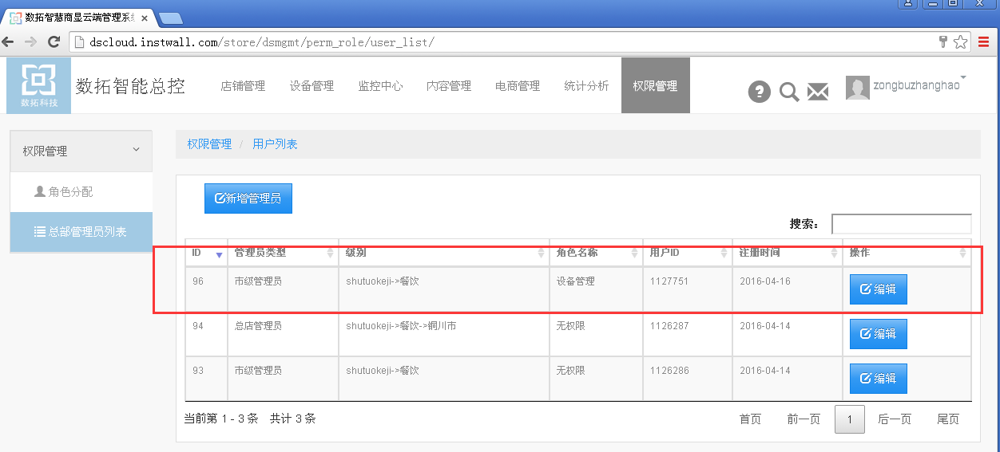 数拓智慧商显云端管理系统
dscloud.instwall.com/store/dsmgmt/perm_role/user_list/
数拓科技
数拓智能总控 店铺管理 设备管理 监控中心 内容管理 电商管理 统计分析 权限管理 zongbuzhanghao
权限管理
角色分配
总部管理员列表
权限管理 / 用户列表
新增管理员
搜索:
ID 管理员类型 级别 角色名称 用户ID 注册时间 操作
96 市级管理员 shutuokeji->餐饮 设备管理 1127751 2016-04-16 编辑
94 总店管理员 shutuokeji->餐饮->铜川市 无权限 1126287 2016-04-14 编辑
93 市级管理员 shutuokeji->餐饮 无权限 1126286 2016-04-14 编辑
当前第 1 - 3 条 共计 3 条
首页 前一页 1 后一页 尾页